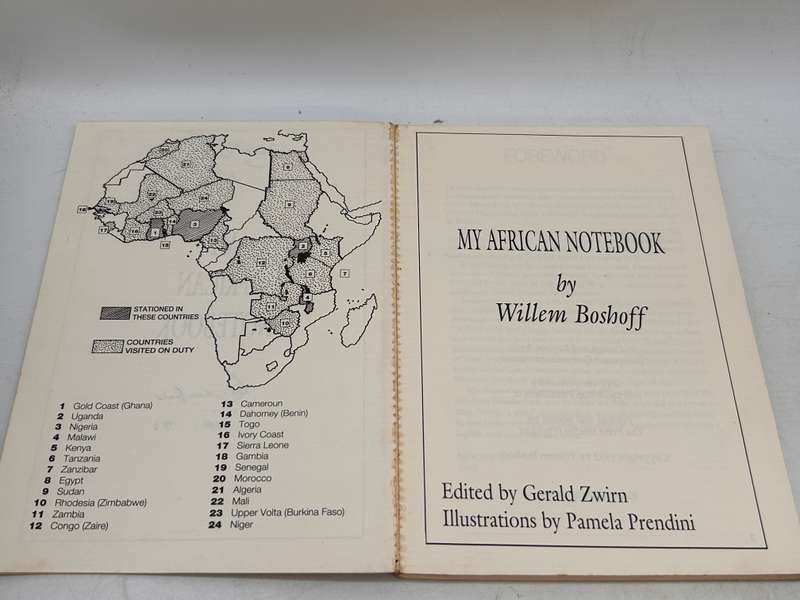 STATIONED IN
THESE COUNTRIES
COUNTRIES
VISITED ON DUTY
1 Gold Coast (Ghana)
2 Uganda
3 Nigeria
4 Malawi
5 Kenya
6 Tanzania
7 Zanzibar
8 Egypt
9 Sudan
10 Rhodesia (Zimbabwe)
11 Zambia
12 Congo (Zaire)
13 Cameroun
14 Dahomey (Benin)
15 Togo
16 Ivory Coast
17 Sierra Leone
18 Gambia
19 Senegal
20 Morocco
21 Algeria
22 Mali
23 Upper Volta (Burkina Faso)
24 Niger
MY AFRICAN NOTEBOOK
by
Willem Boshoff
Edited by Gerald Zwirn
Illustrations by Pamela Prendini